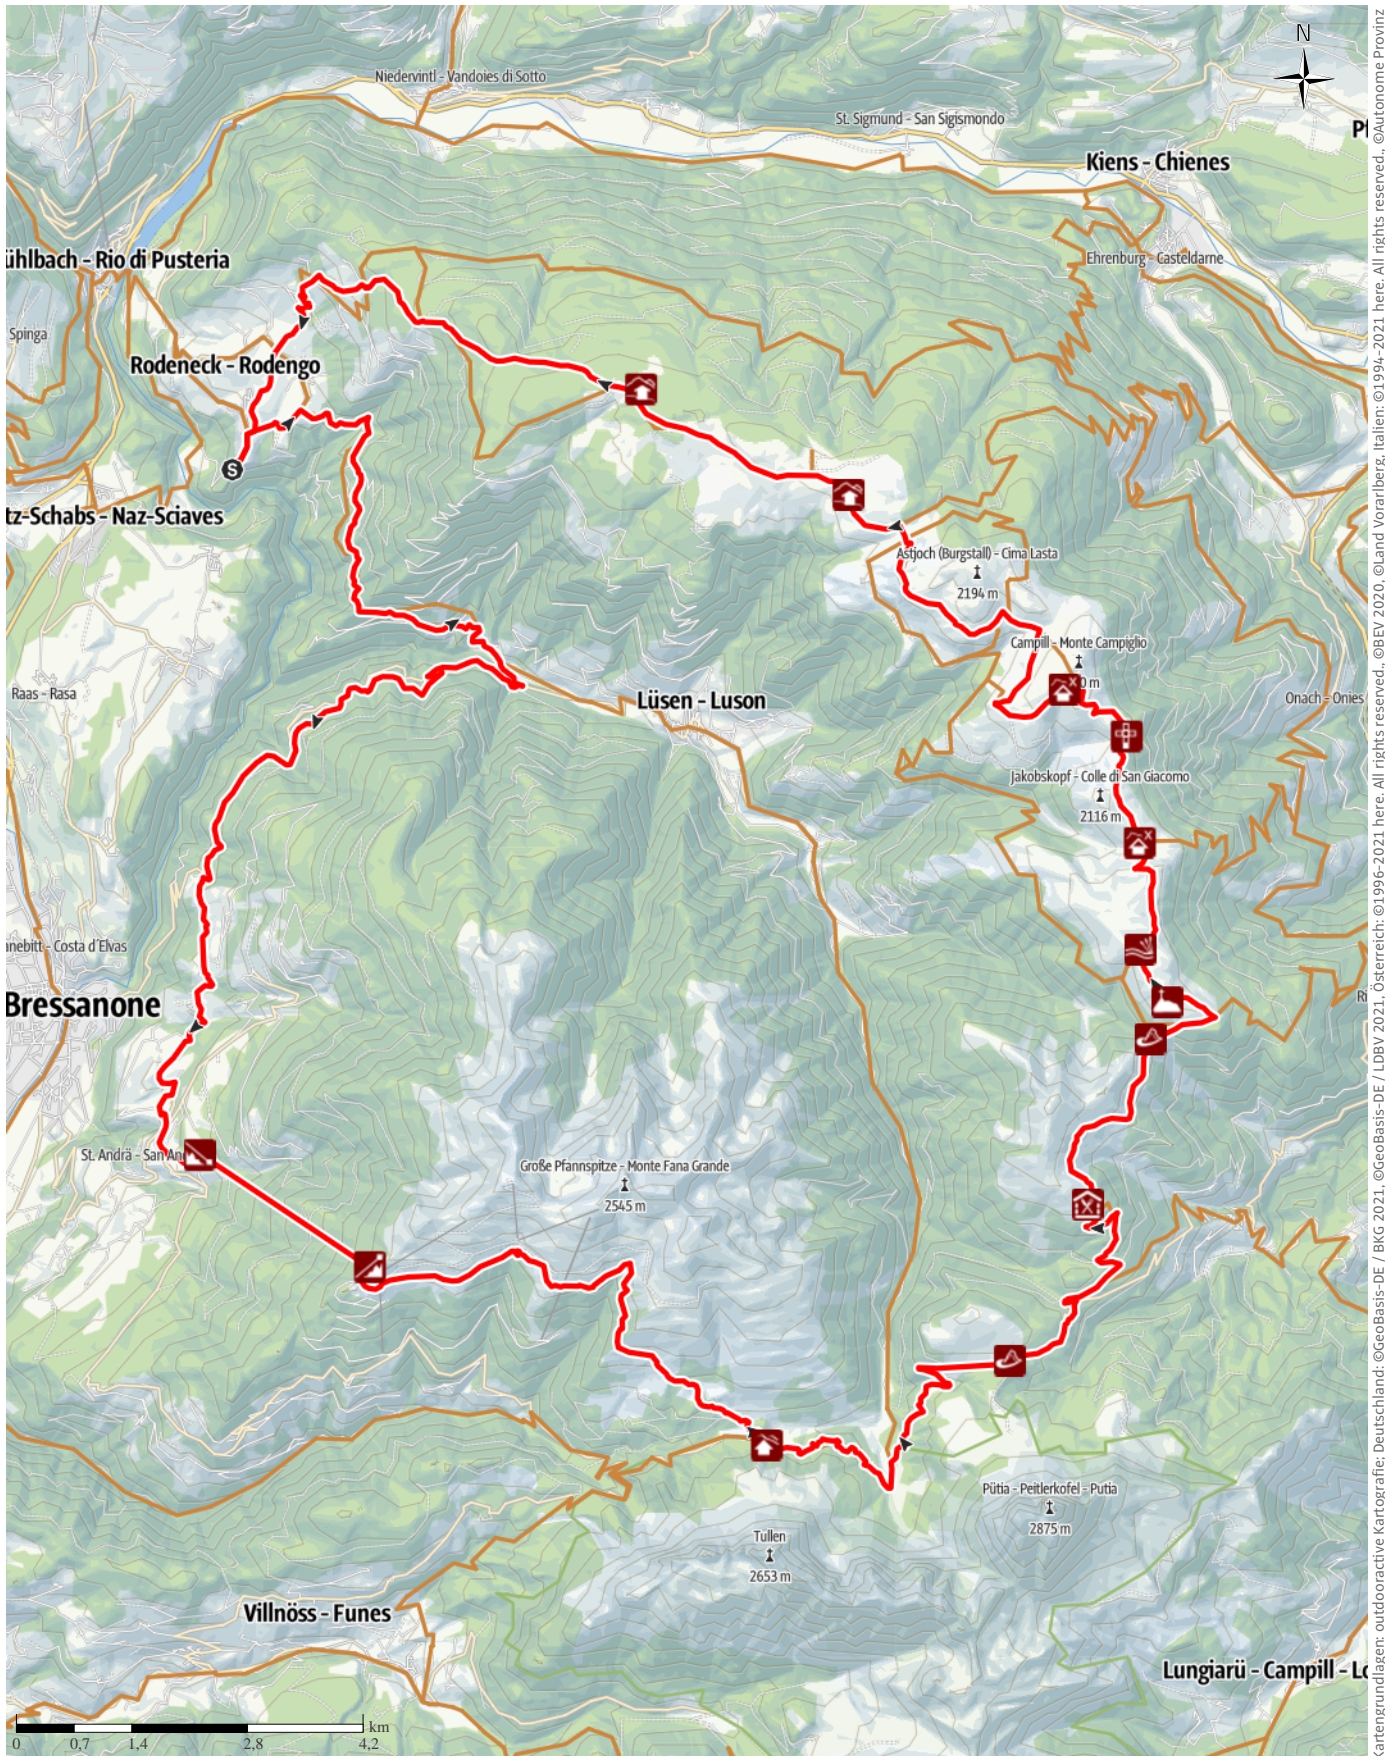 N
Niedervintl - Vandoies di Sotto
St. Sigmund - San Sigismondo
Kiens - Chienes
ühlbach - Rio di Pusteria
Ehrenburg - Casteldarne
Spinga
Rodeneck - Rodengo
S
tz-Schabs - Naz-Sciaves
Astjoch (Burgstall) - Cima Lasta
2194 m
Campill - Monte Campiglio
0 m
Raas - Rasa
Lüsen - Luson
Onach - Onies
Jakobskopf - Colle di San Giacomo
2116 m
anebitt - Costa d'Elvas
Bressanone
Ri
St. Andrä - San An
Große Pfannspitze - Monte Fana Grande
2545 m
Pütia - Peitlerkofel - Putia
2875 m
Tullen
2653 m
Villnöss - Funes
Lungiarü - Campill - Lo
km
0 0,7 1,4 2,8 4,2
artengrundlagen: outdooractive Kartografie; Deutschland: ©GeoBasis-DE / BKG 2021, ©GeoBasis-DE / LDBV 2021, Österreich: ©1996-2021 here. All rights reserved., ©BEV 2020, ©Land Vorarlberg, Italien: ©1994-2021 here. All rights reserved., ©Autonome Provinz